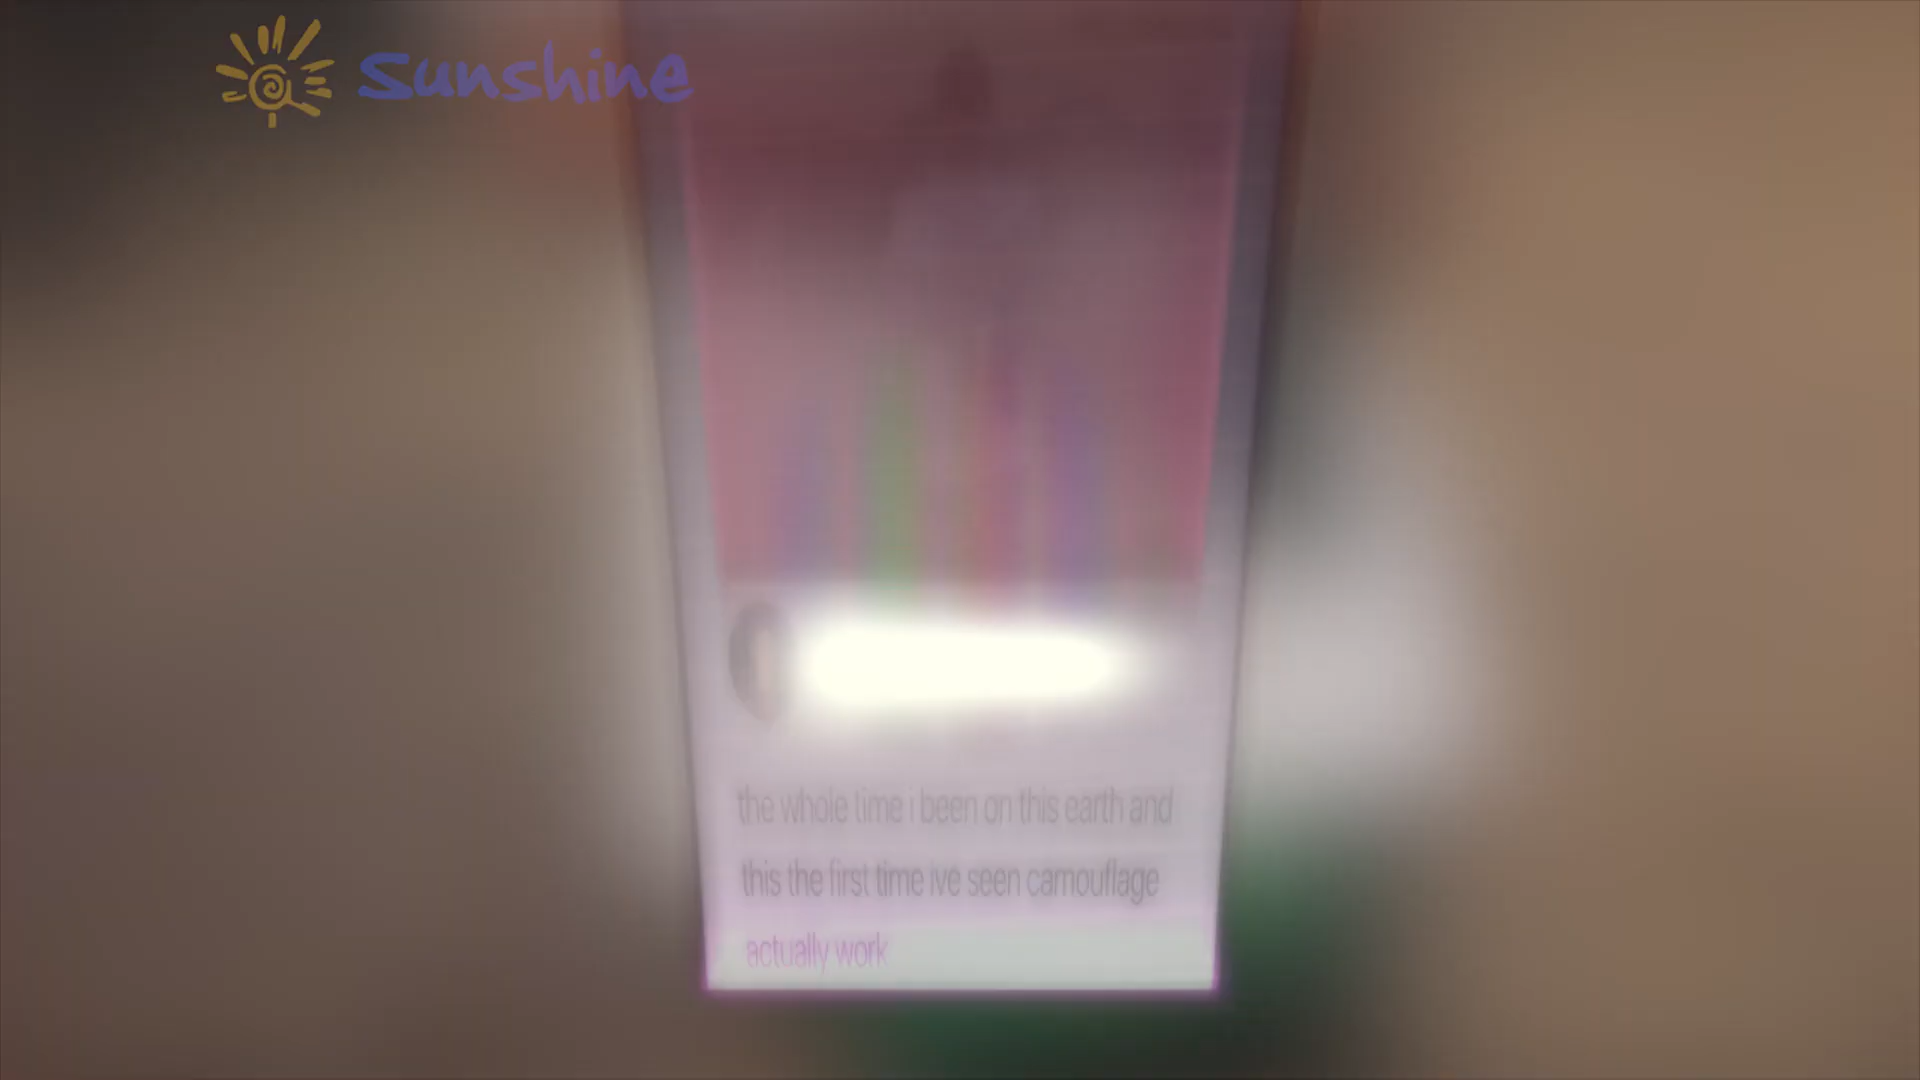 Sunshine
the whole time i been on this earth and
this the first time ive seen camouflage
actually work